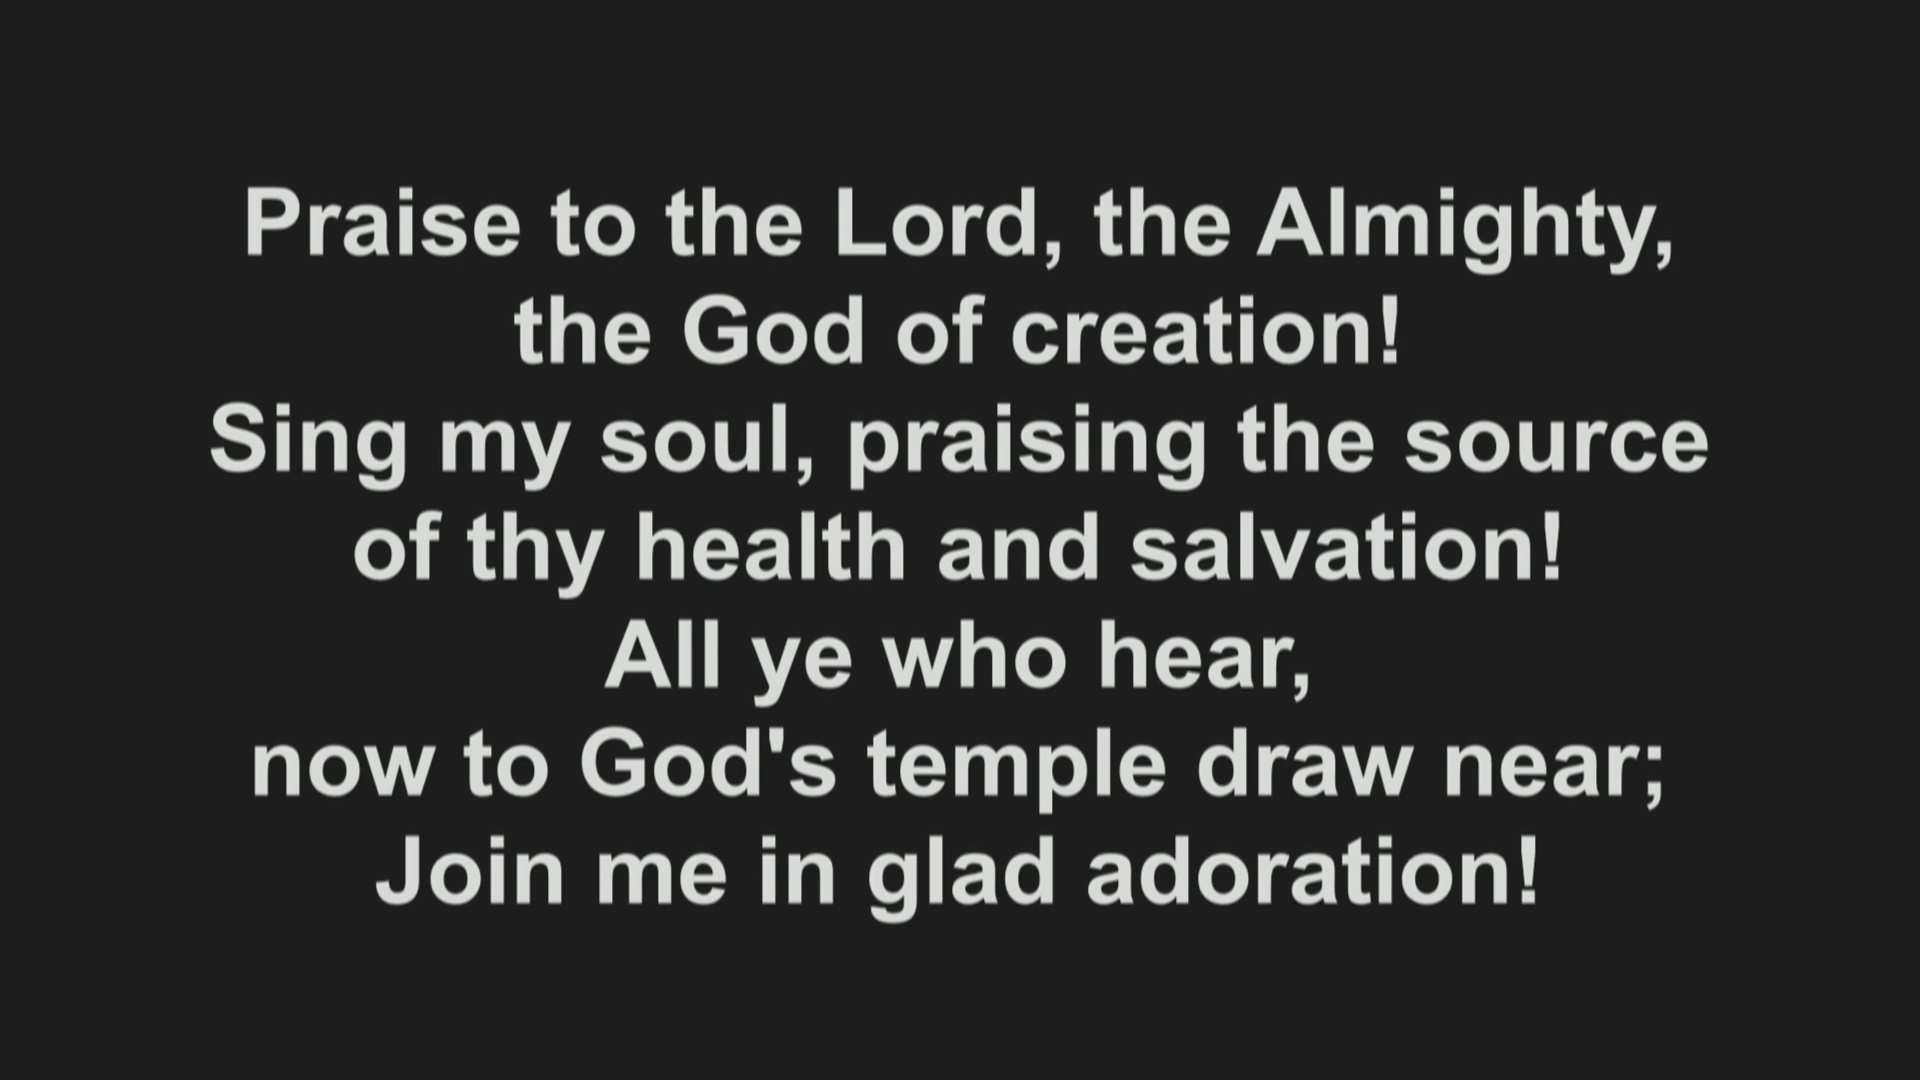 Praise to the Lord, the Almighty,
the God of creation!
Sing my soul, praising the source
of thy health and salvation!
All ye who hear,
now to God's temple draw near;
Join me in glad adoration!